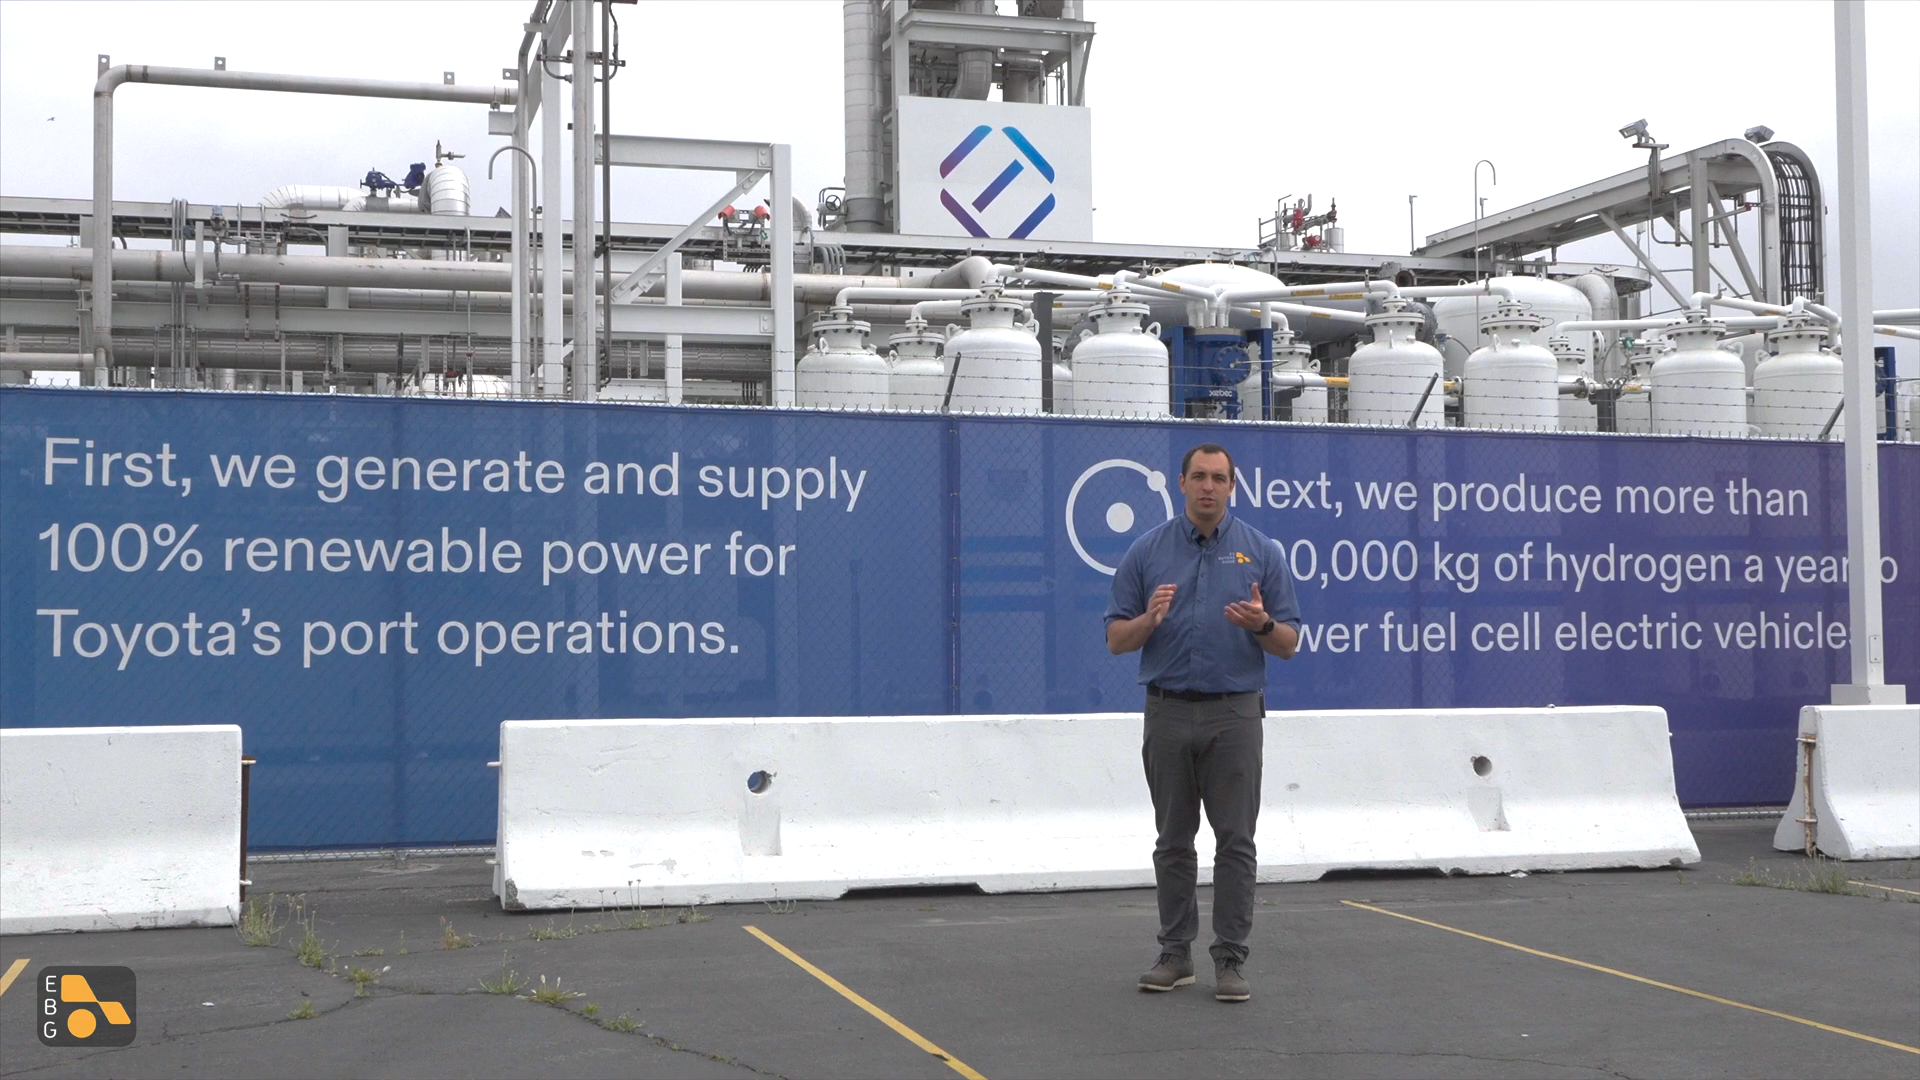 First, we generate and supply
100% renewable power for
Toyota's port operations.
Next, we produce more than
0,000 kg of hydrogen a year
wer fuel cell electric vehicle
xebec
E
B
G